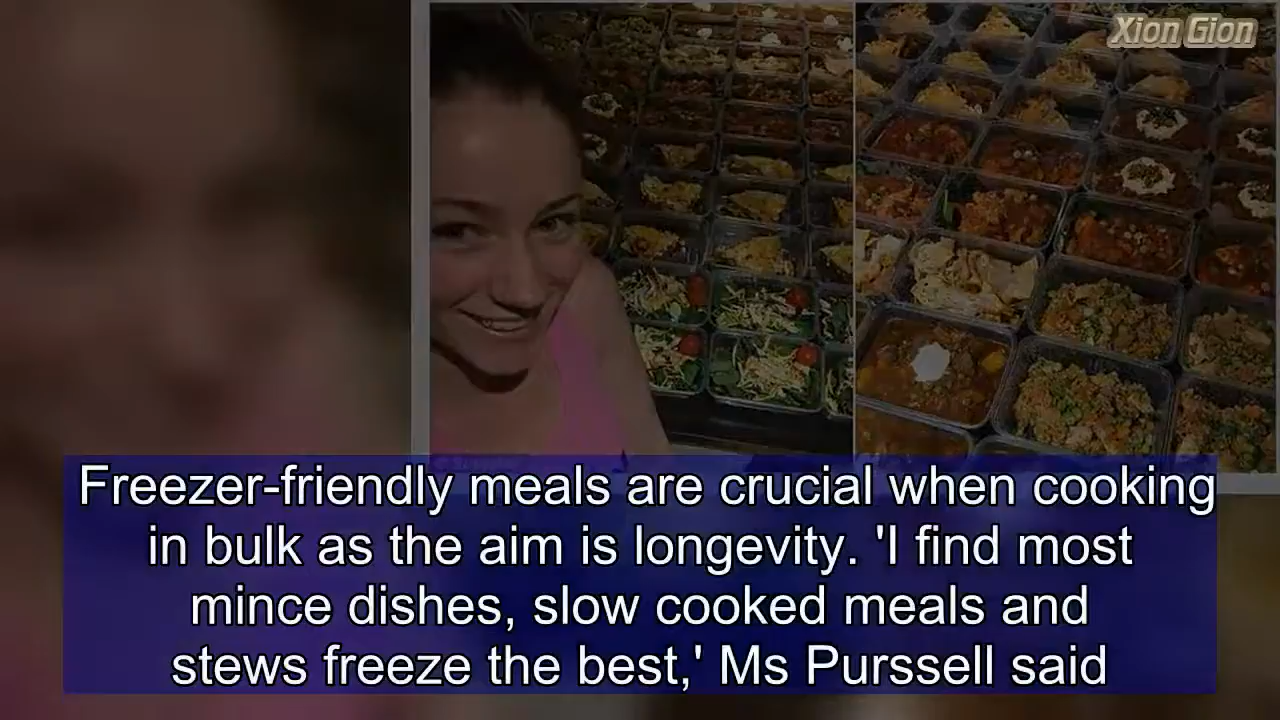 Xion Gion
Freezer-friendly meals are crucial when cooking
in bulk as the aim is longevity. 'I find most
mince dishes, slow cooked meals and
stews freeze the best,' Ms Purssell said